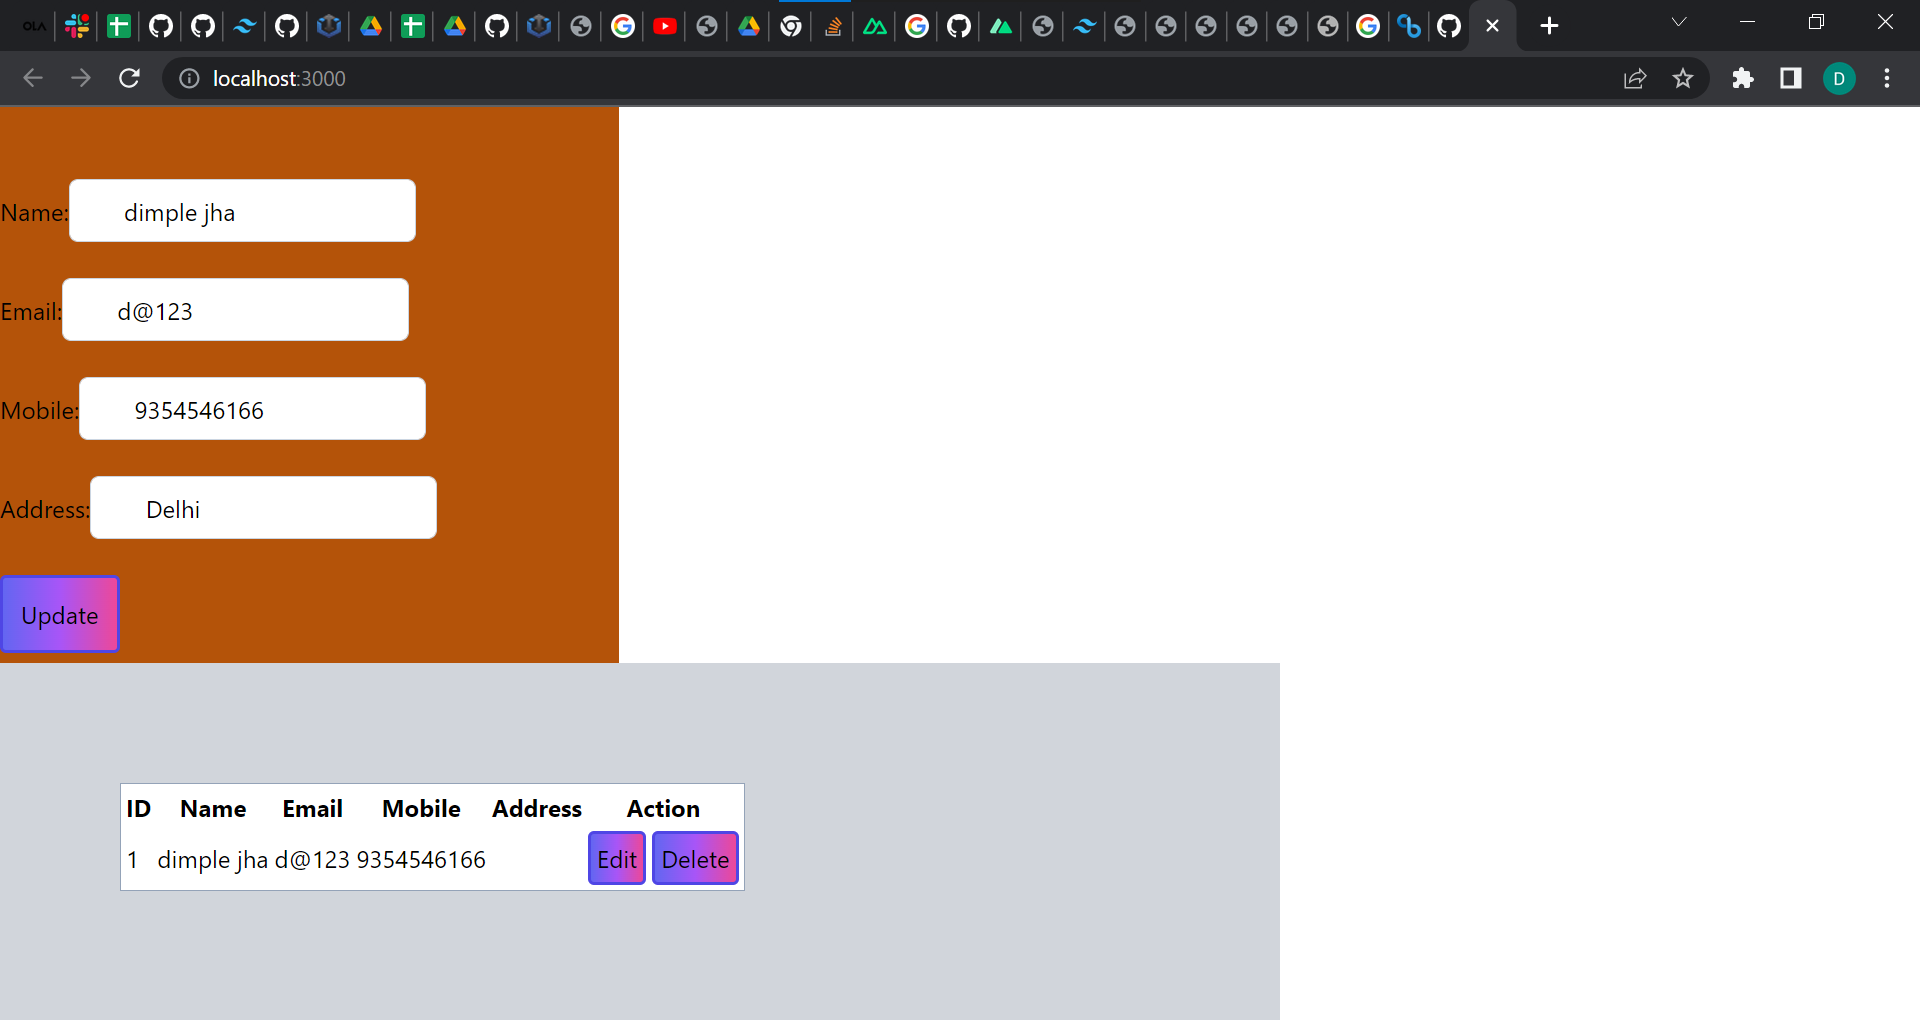 OLA
localhost:3000
D
Name: dimple jha
Email: d@123
Mobile: 9354546166
Address: Delhi
Update
ID Name Email Mobile Address Action
1 dimple jha d@123 9354546166 Edit Delete